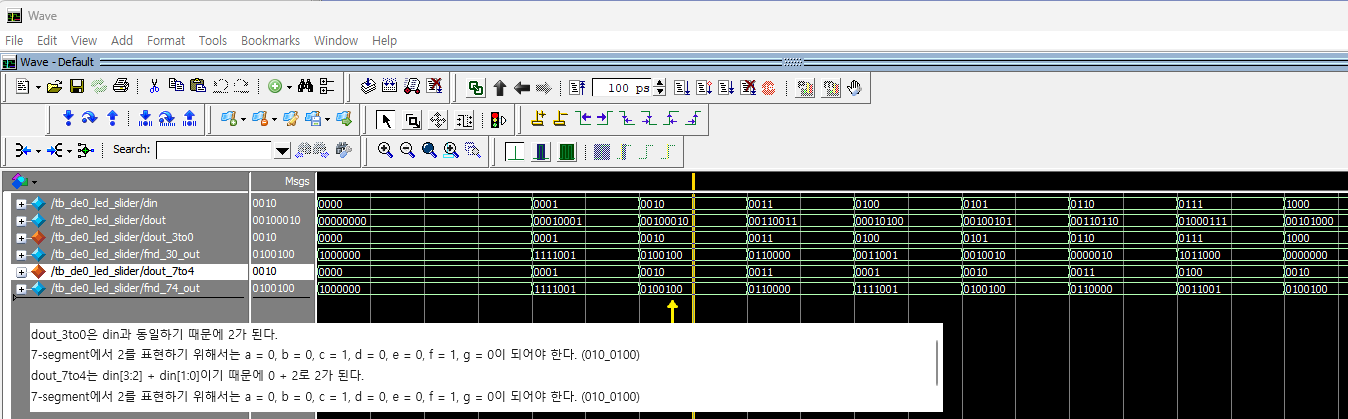 Wave
File Edit View Add Format Tools Bookmarks Window Help
Wave - Default
100 ps
Search:
Msgs
/tb_de0_led_slider/din 0010 0000 0001 0010 0011 0100 0101 0110 0111 1000
/tb_de0_led_slider/dout 00100010 00000000 00010001 00100010 00110011 00010100 00100101 00110110 01000111 00101000
/tb_de0_led_slider/dout_3to0 0010 0000 0001 0010 0011 0100 0101 0110 0111 1000
/tb_de0_led_slider/fnd_30_out 0100100 1000000 1111001 0100100 0110000 0011001 0010010 0000010 1011000 0000000
/tb_de0_led_slider/dout_7to4 0010 0000 0001 0010 0011 0001 0010 0011 0100 0010
/tb_de0_led_slider/fnd_74_out 0100100 1000000 1111001 0100100 0110000 1111001 0100100 0110000 0011001 0100100
dout_3to0은 din과 동일하기 때문에 2가 된다.
7-segment에서 2를 표현하기 위해서는 a = 0, b = 0, c = 1, d = 0, e = 0, f = 1, g = 0이 되어야 한다. (010_0100)
dout_7to4는 din[3:2] + din[1:0]이기 때문에 0 + 2로 2가 된다.
7-segment에서 2를 표현하기 위해서는 a = 0, b = 0, c = 1, d = 0, e = 0, f = 1, g = 0이 되어야 한다. (010_0100)